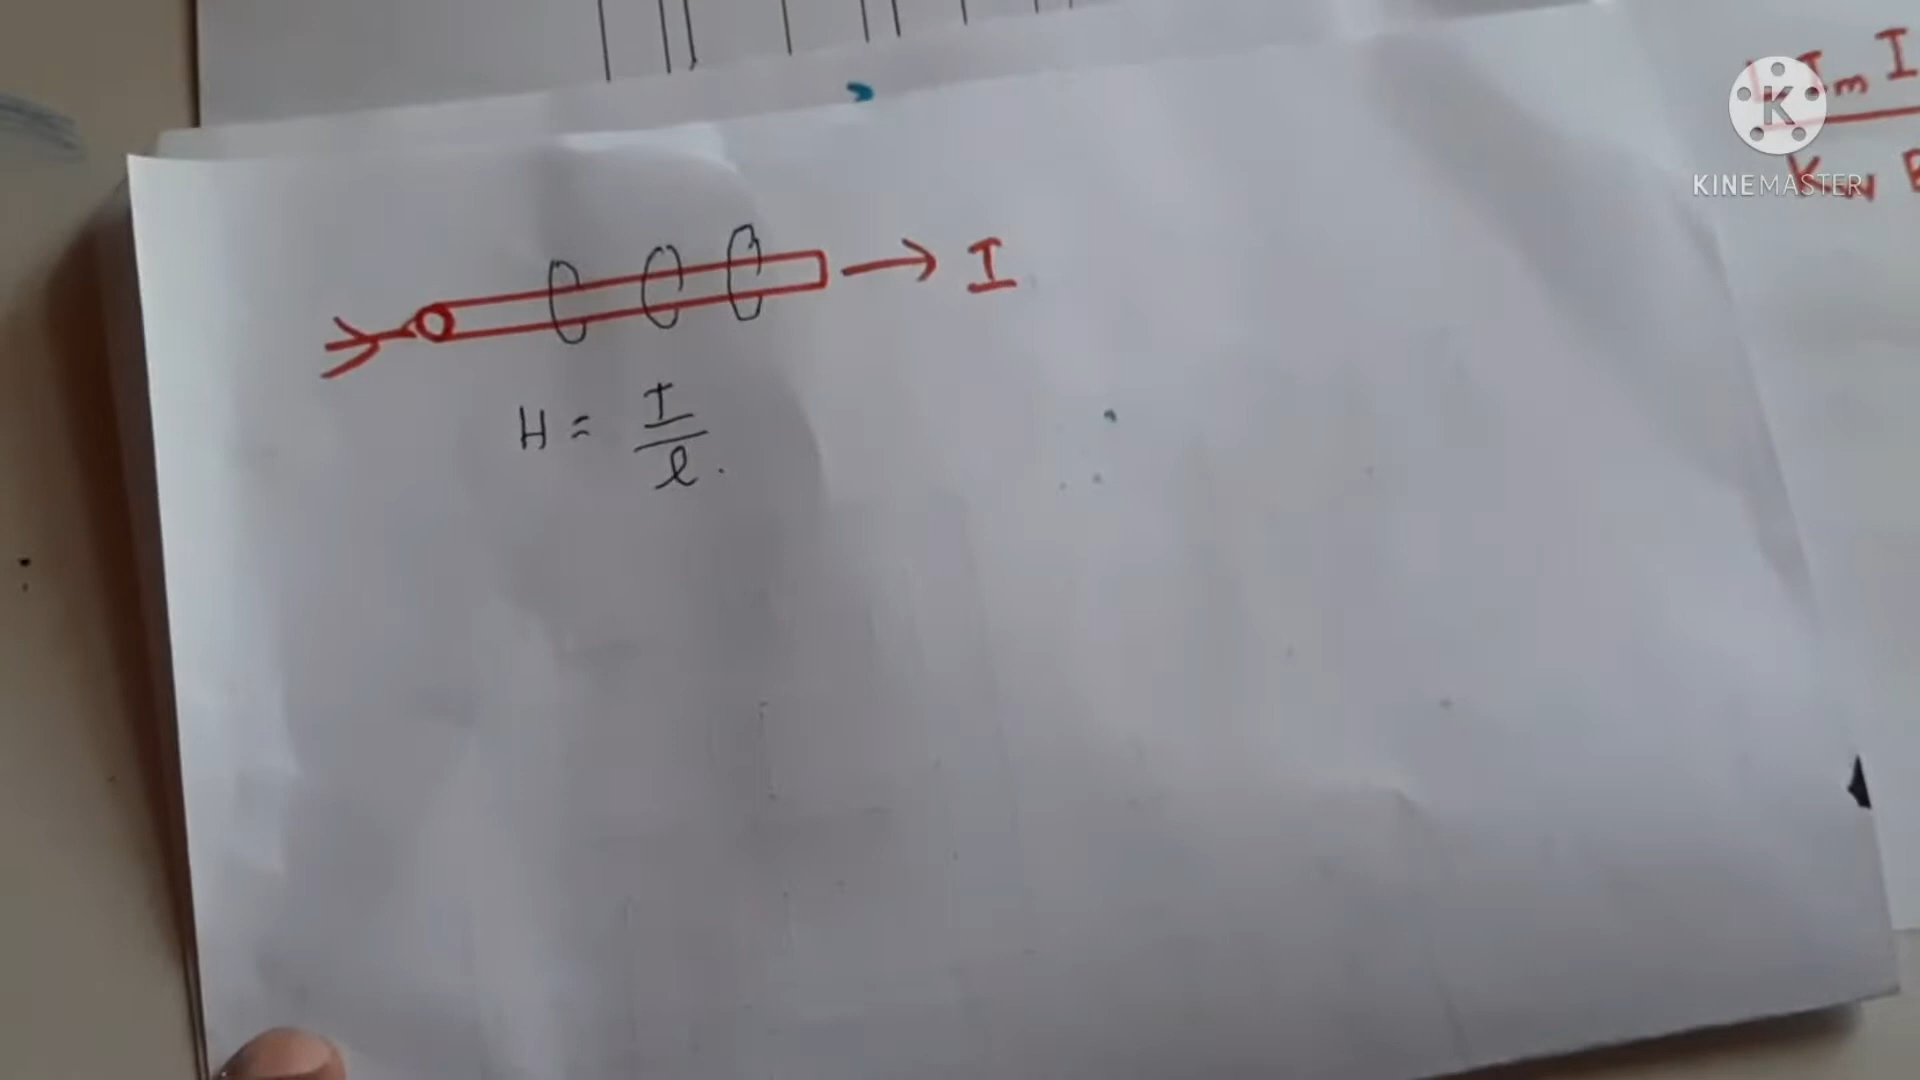 I
H = I / l.
m I
K
KINEMASTER